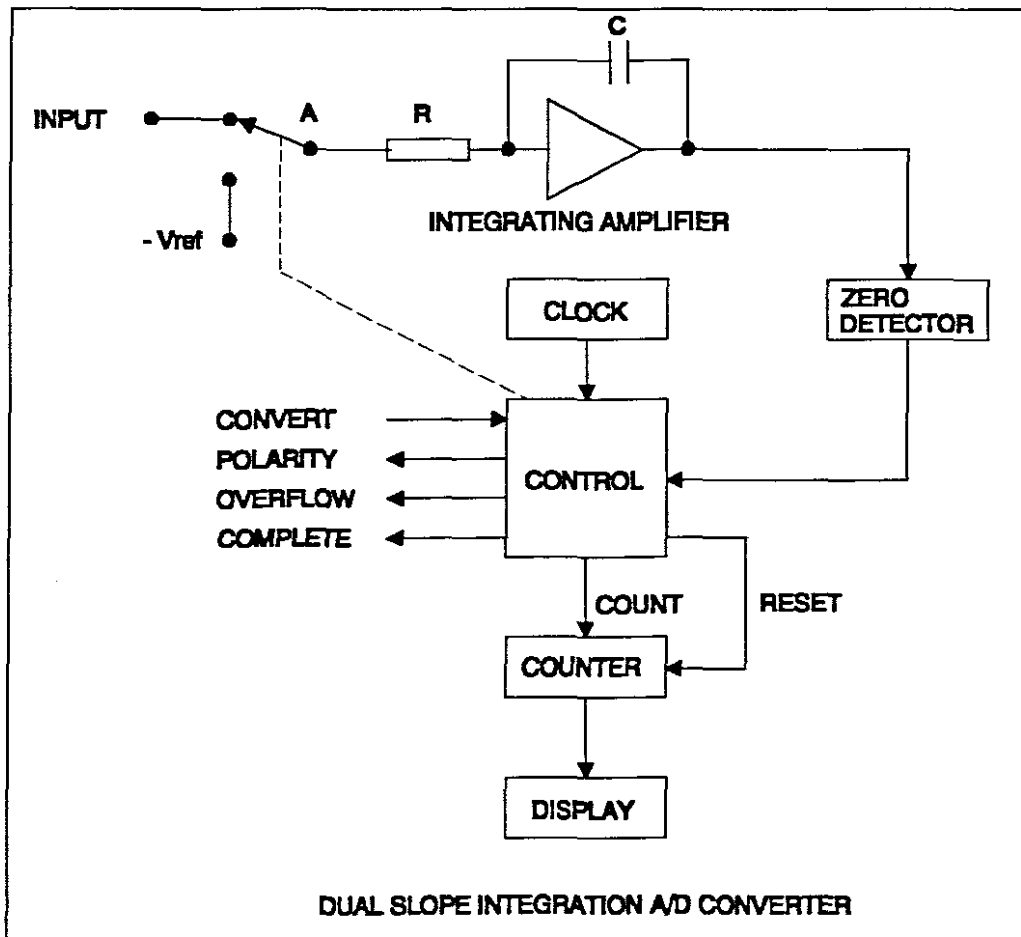 C
INPUT
A
R
- Vref
INTEGRATING AMPLIFIER
CLOCK
ZERO
DETECTOR
CONVERT
POLARITY
OVERFLOW
COMPLETE
CONTROL
COUNT
RESET
COUNTER
DISPLAY
DUAL SLOPE INTEGRATION A/D CONVERTER